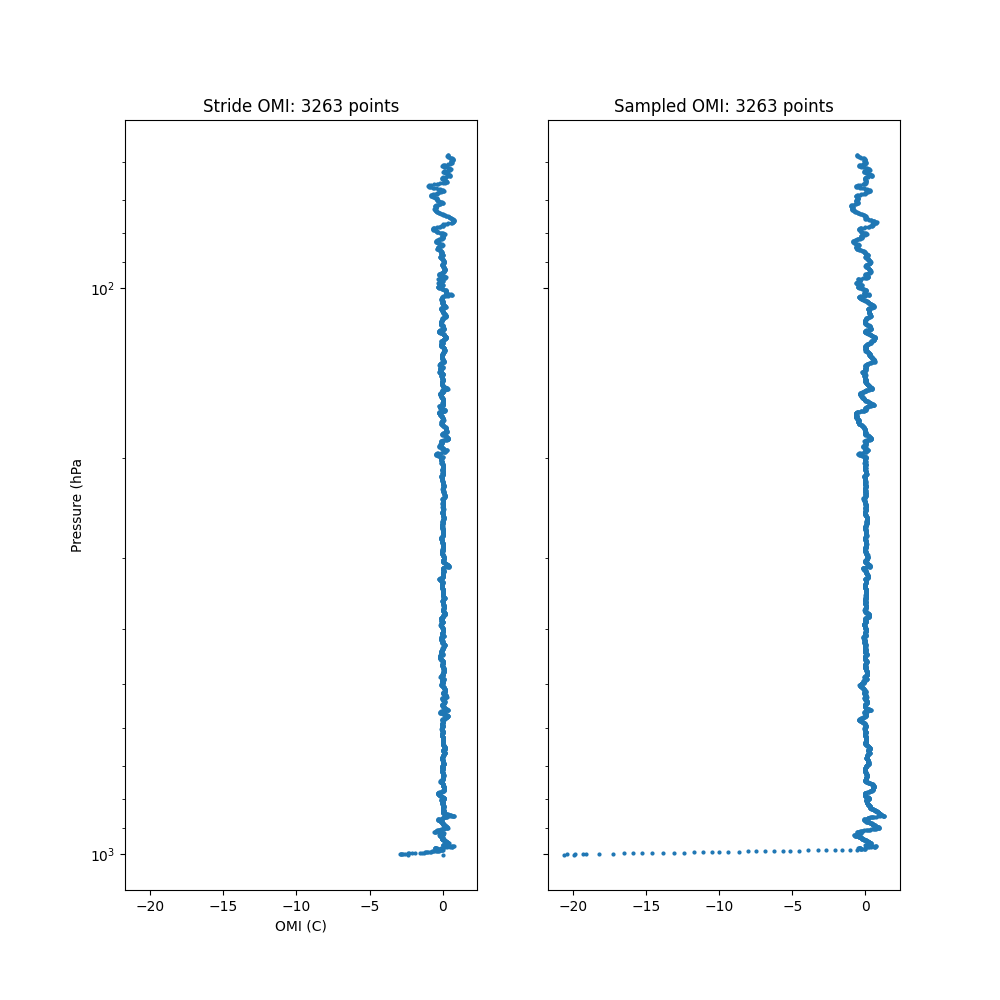 Stride OMI: 3263 points
Sampled OMI: 3263 points
10²
10³
Pressure (hPa
−20 −15 −10 −5 0
OMI (C)
−20 −15 −10 −5 0